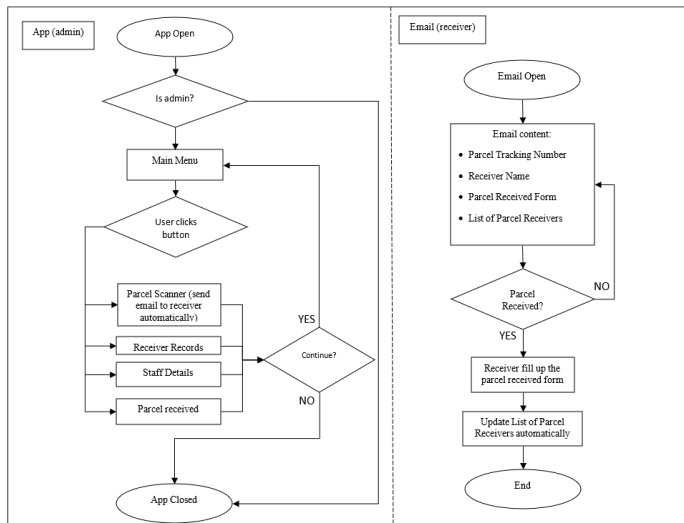 App (admin)
App Open
Is admin?
Main Menu
User clicks
button
Parcel Scanner (send
email to receiver
automatically)
Receiver Records
Staff Details
Parcel received
YES
Continue?
NO
App Closed
Email (receiver)
Email Open
Email content:
• Parcel Tracking Number
• Receiver Name
• Parcel Received Form
• List of Parcel Receivers
Parcel
Received?
NO
YES
Receiver fill up the
parcel received form
Update List of Parcel
Receivers automatically
End